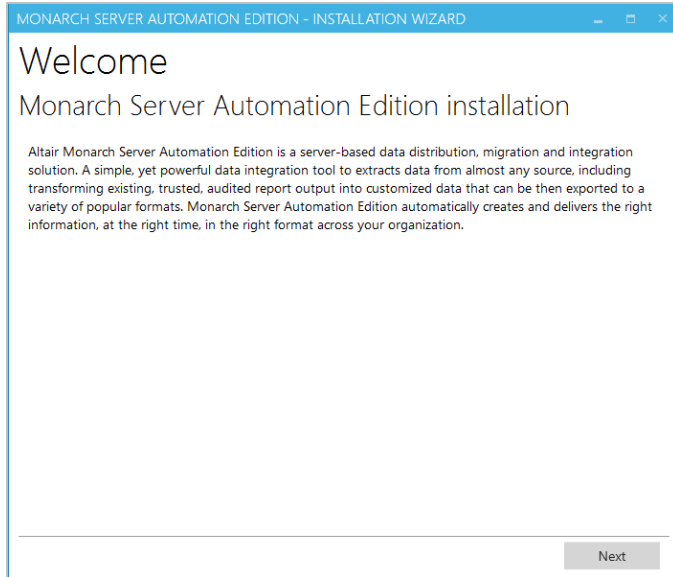 MONARCH SERVER AUTOMATION EDITION - INSTALLATION WIZARD
Welcome
Monarch Server Automation Edition installation
Altair Monarch Server Automation Edition is a server-based data distribution, migration and integration
solution. A simple, yet powerful data integration tool to extracts data from almost any source, including
transforming existing, trusted, audited report output into customized data that can be then exported to a
variety of popular formats. Monarch Server Automation Edition automatically creates and delivers the right
information, at the right time, in the right format across your organization.
Next